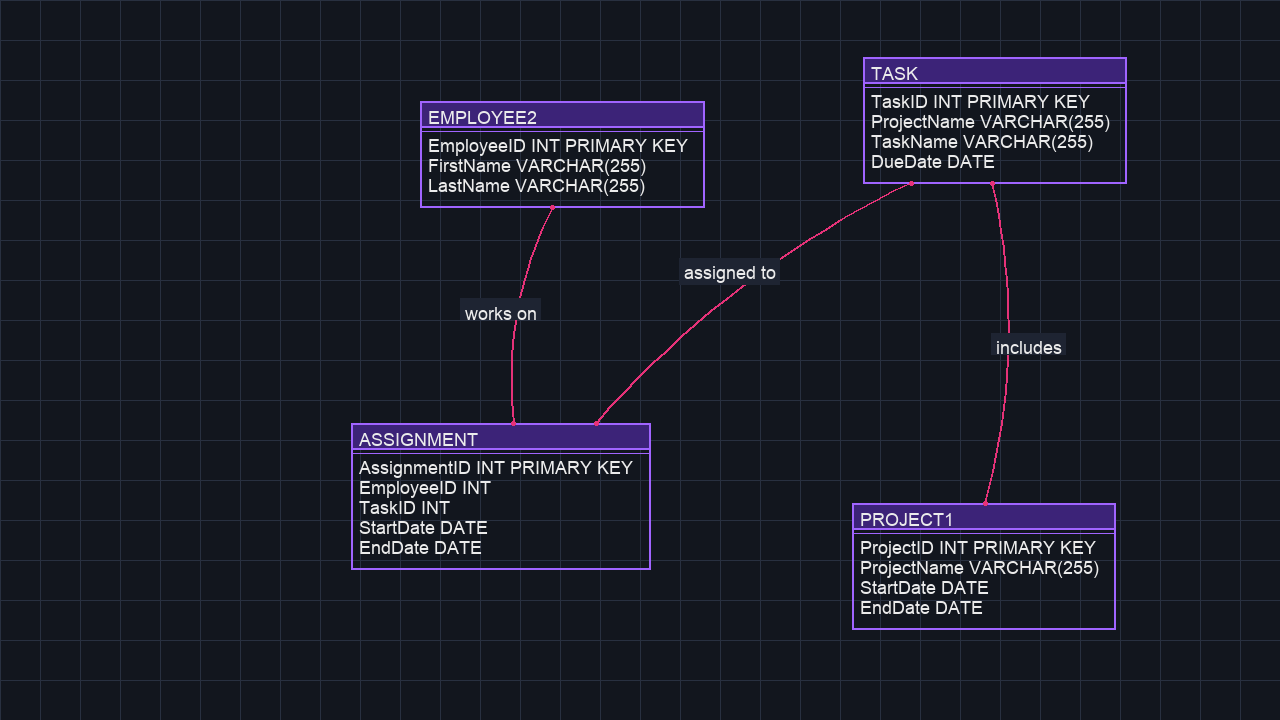 EMPLOYEE2
EmployeeID INT PRIMARY KEY
FirstName VARCHAR(255)
LastName VARCHAR(255)
TASK
TaskID INT PRIMARY KEY
ProjectName VARCHAR(255)
TaskName VARCHAR(255)
DueDate DATE
works on
assigned to
includes
ASSIGNMENT
AssignmentID INT PRIMARY KEY
EmployeeID INT
TaskID INT
StartDate DATE
EndDate DATE
PROJECT1
ProjectID INT PRIMARY KEY
ProjectName VARCHAR(255)
StartDate DATE
EndDate DATE